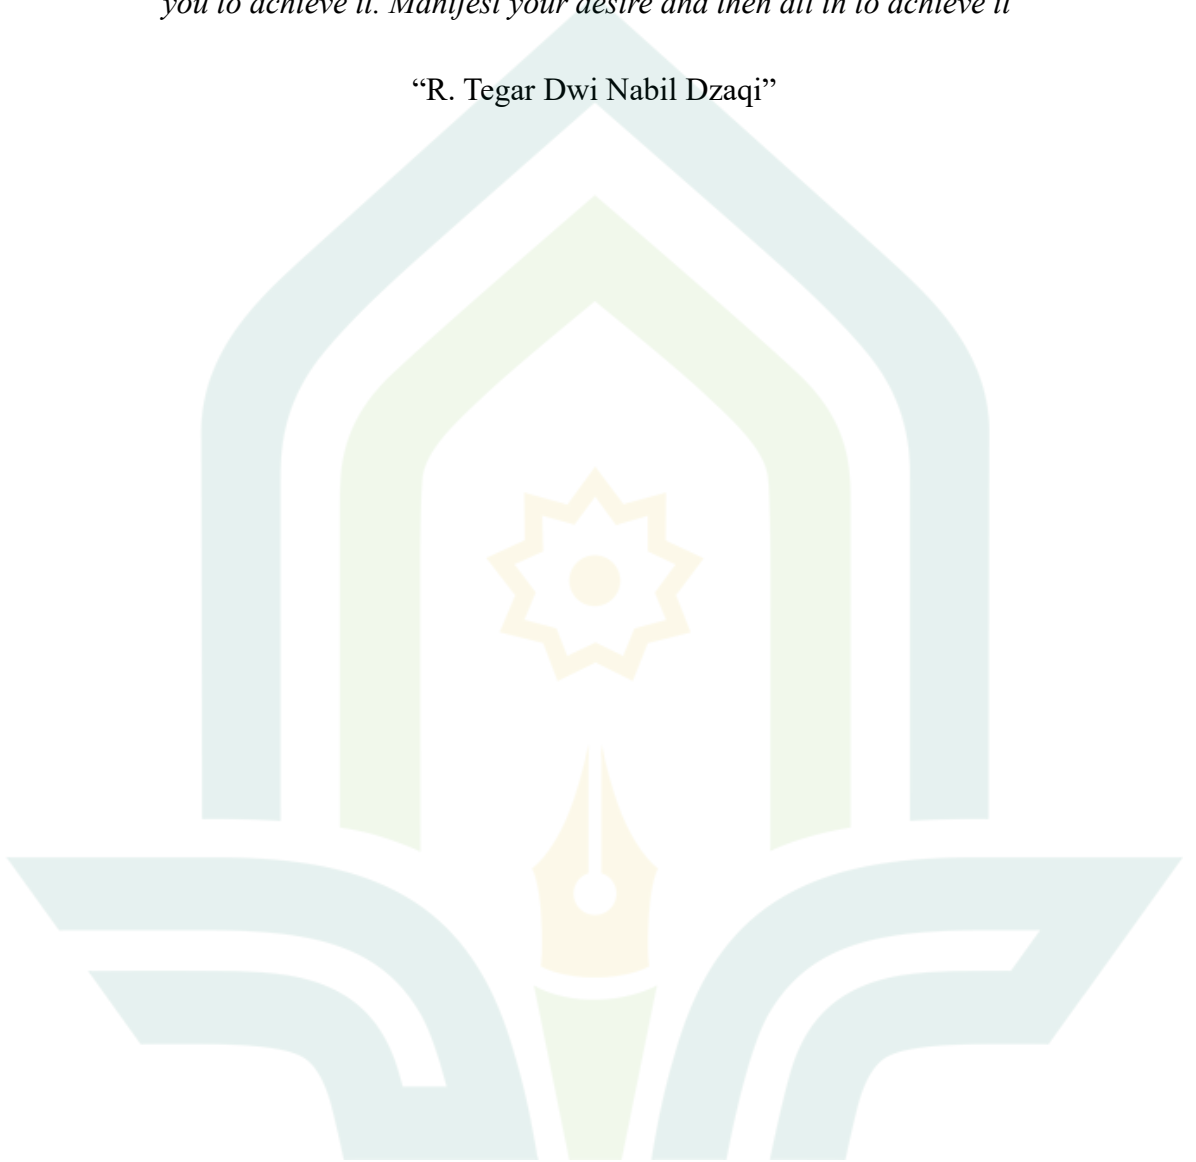 you to achieve it. Manifest your desire and then all in to achieve it
“R. Tegar Dwi Nabil Dzaqi”